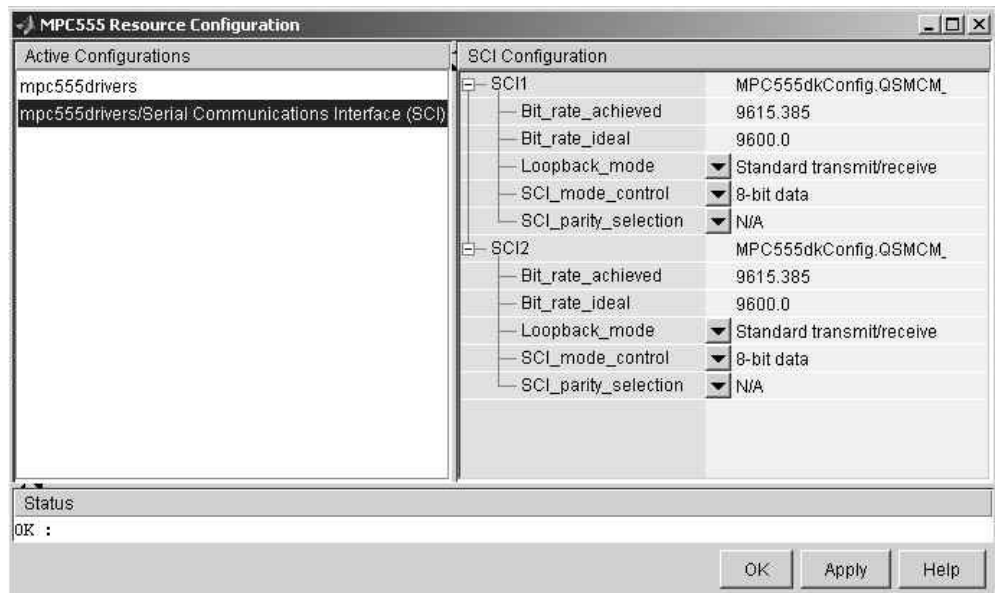 MPC555 Resource Configuration
Active Configurations
mpc555drivers
mpc555drivers/Serial Communications Interface (SCI)
SCI Configuration
SCI1 MPC555dkConfig.QSMCM_
Bit_rate_achieved 9615.385
Bit_rate_ideal 9600.0
Loopback_mode Standard transmit/receive
SCI_mode_control 8-bit data
SCI_parity_selection N/A
SCI2 MPC555dkConfig.QSMCM_
Bit_rate_achieved 9615.385
Bit_rate_ideal 9600.0
Loopback_mode Standard transmit/receive
SCI_mode_control 8-bit data
SCI_parity_selection N/A
Status
OK :
OK Apply Help